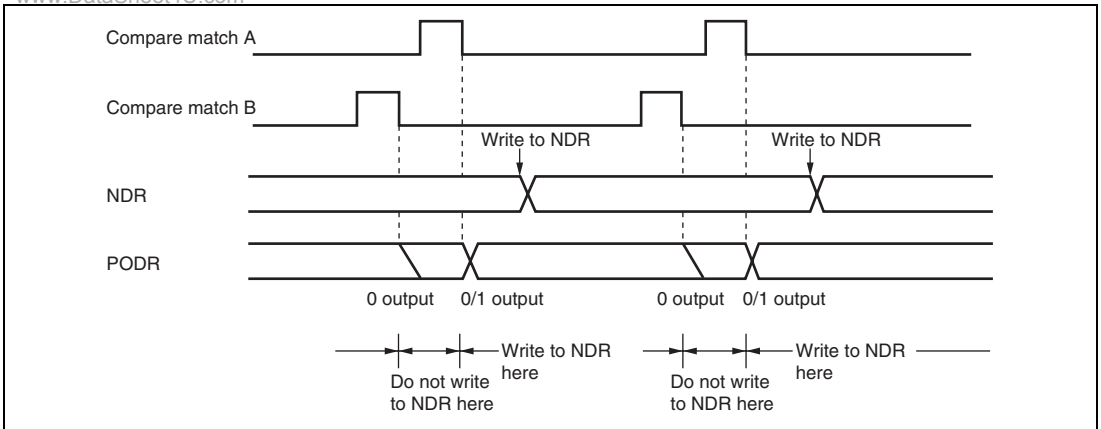 www.DataSheet4U.com
Compare match A
Compare match B
Write to NDR Write to NDR
NDR
PODR
0 output 0/1 output 0 output 0/1 output
Write to NDR here Write to NDR here
Do not write to NDR here Do not write to NDR here